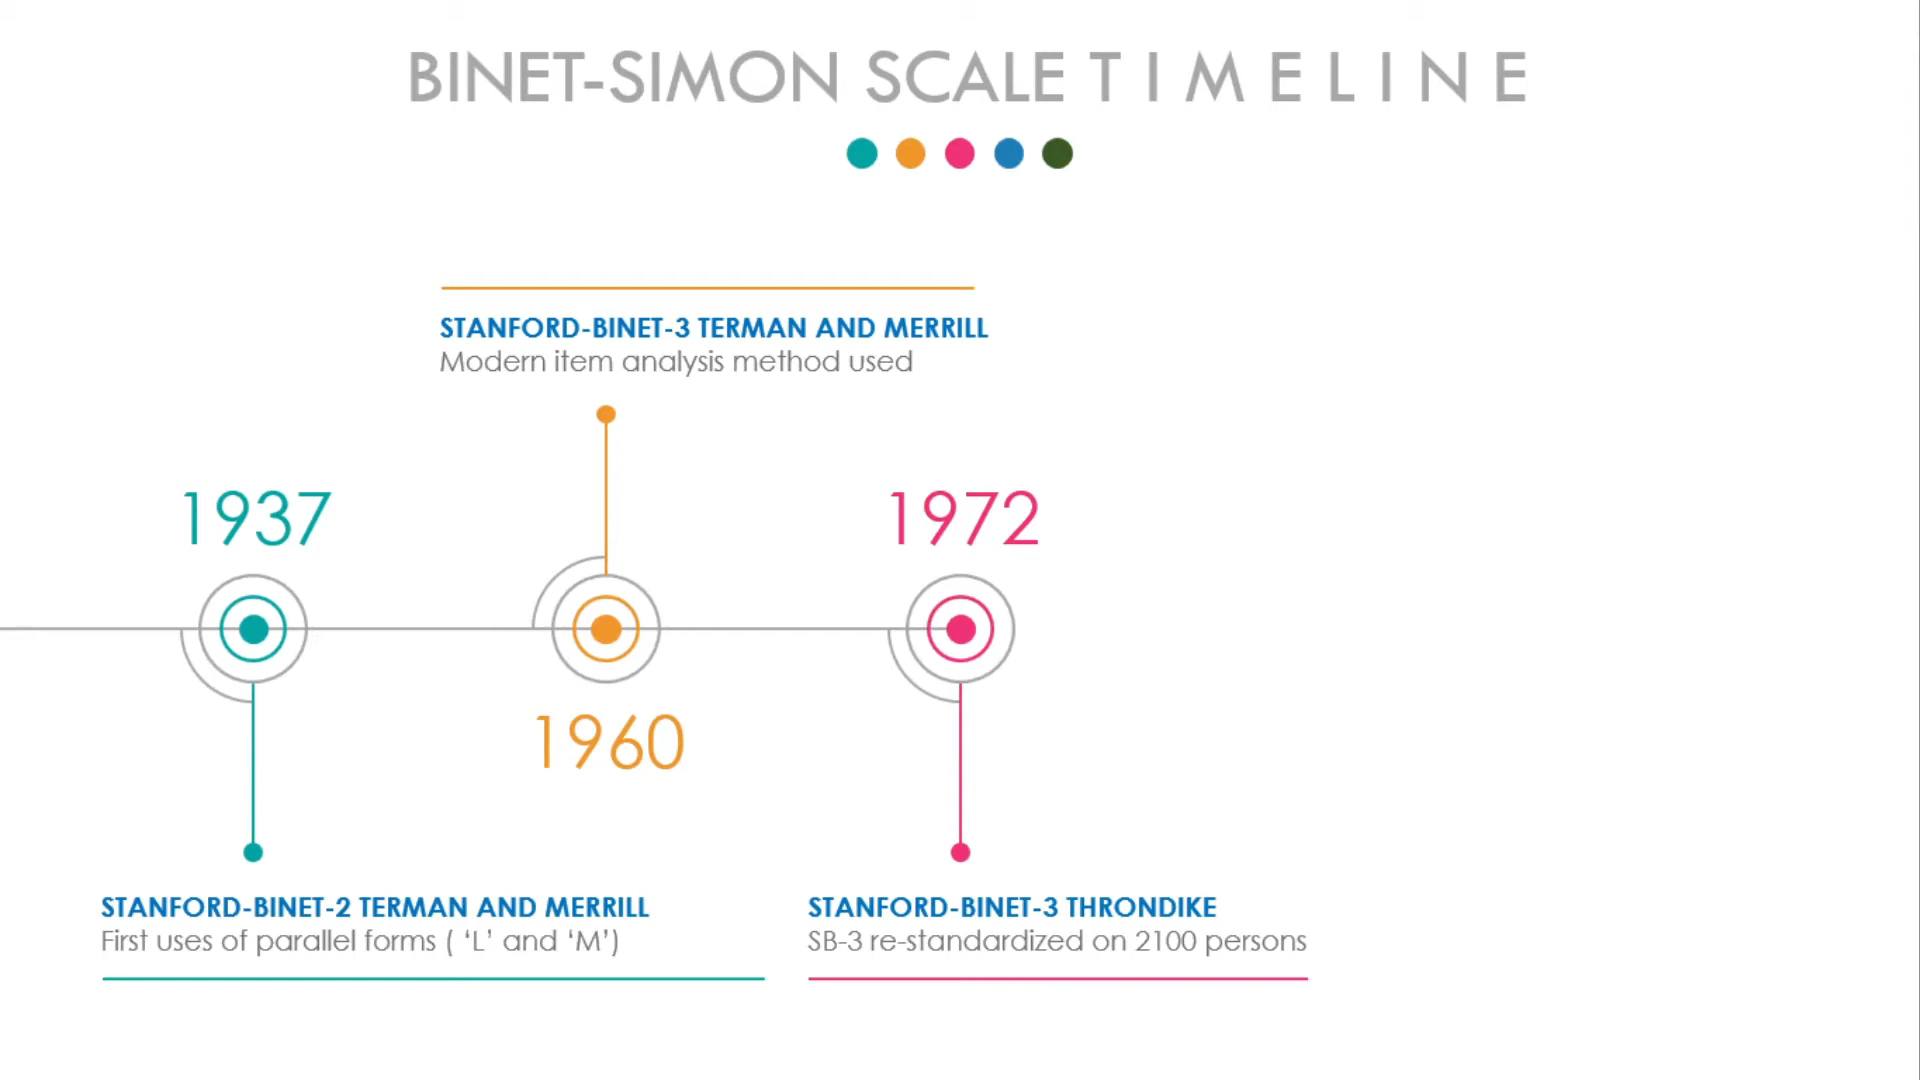 BINET-SIMON SCALE T I M E L I N E
STANFORD-BINET-3 TERMAN AND MERRILL
Modern item analysis method used
1937
1972
1960
STANFORD-BINET-2 TERMAN AND MERRILL
First uses of parallel forms ( ‘L’ and ‘M’)
STANFORD-BINET-3 THRONDIKE
SB-3 re-standardized on 2100 persons